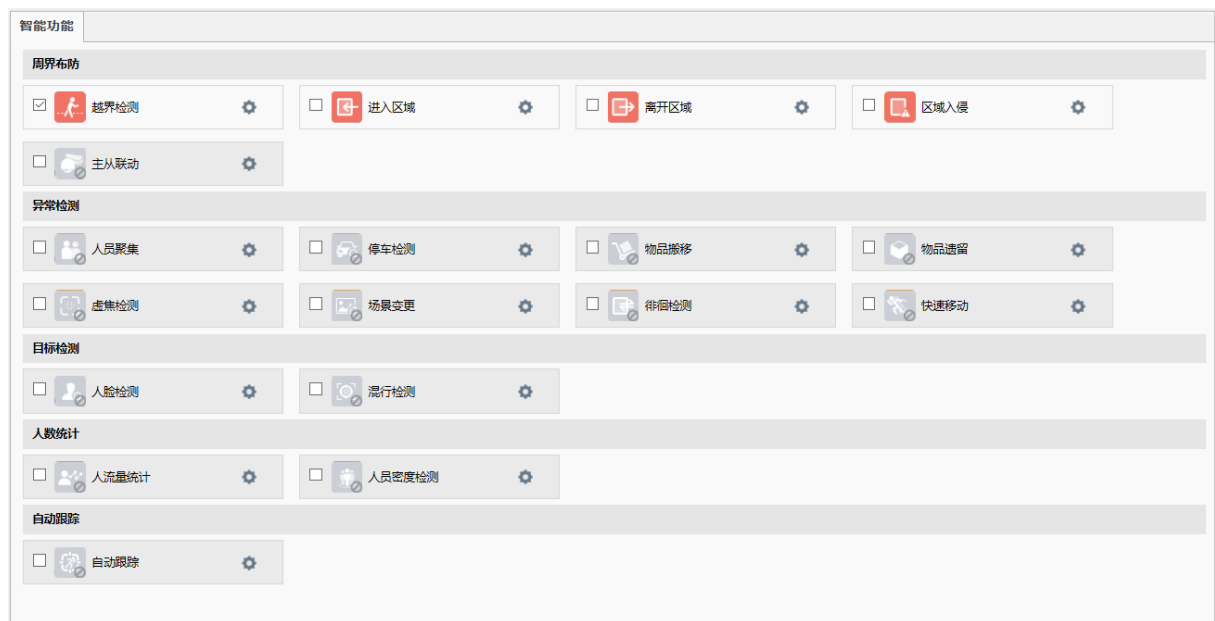 智能功能
周界布防
越界检测 进入区域 离开区域 区域入侵
主从联动
异常检测
人员聚集 停车检测 物品搬移 物品遗留
虚焦检测 场景变更 徘徊检测 快速移动
目标检测
人脸检测 混行检测
人数统计
人流量统计 人员密度检测
自动跟踪
自动跟踪